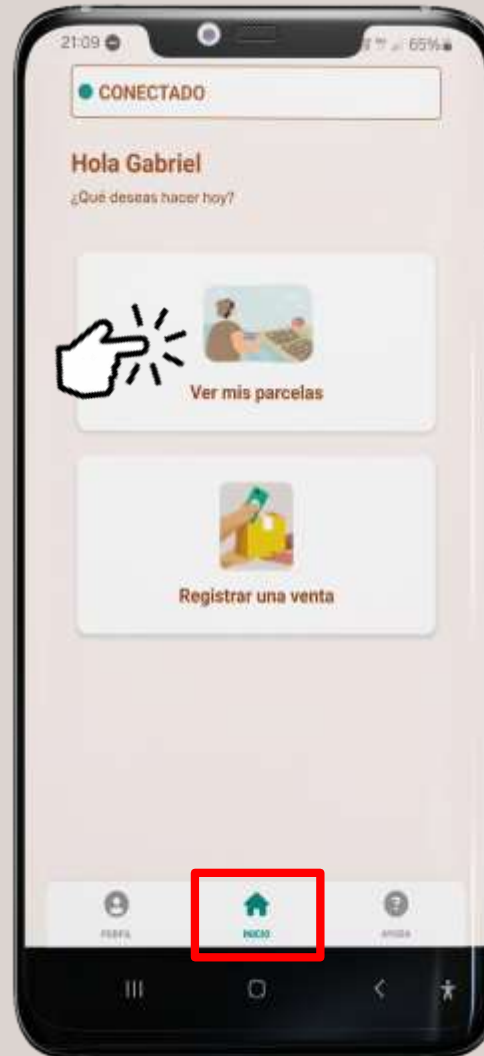 21:09
65%
CONECTADO
Hola Gabriel
¿Qué deseas hacer hoy?
Ver mis parcelas
Registrar una venta
PERFIL
INICIO
AYUDA